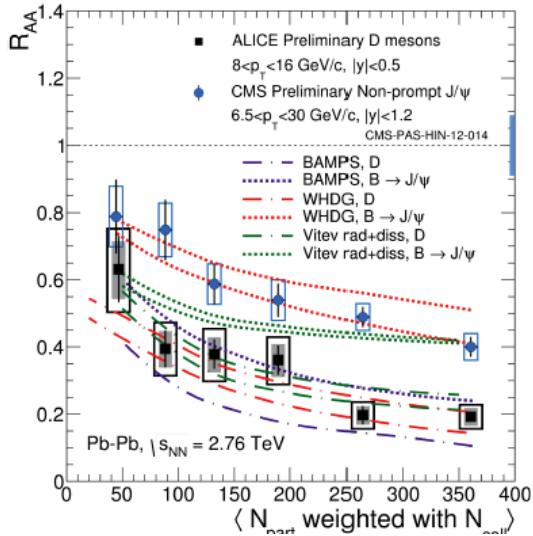 R_AA
1.4
1.2
1
0.8
0.6
0.4
0.2
0
ALICE Preliminary D mesons
8<p_T<16 GeV/c, |y|<0.5
CMS Preliminary Non-prompt J/ψ
6.5<p_T<30 GeV/c, |y|<1.2
CMS-PAS-HIN-12-014
BAMPS, D
BAMPS, B → J/ψ
WHDG, D
WHDG, B → J/ψ
Vitev rad+diss, D
Vitev rad+diss, B → J/ψ
Pb-Pb, √s_NN = 2.76 TeV
0 50 100 150 200 250 300 350 400
⟨ N_part weighted with N_coll ⟩